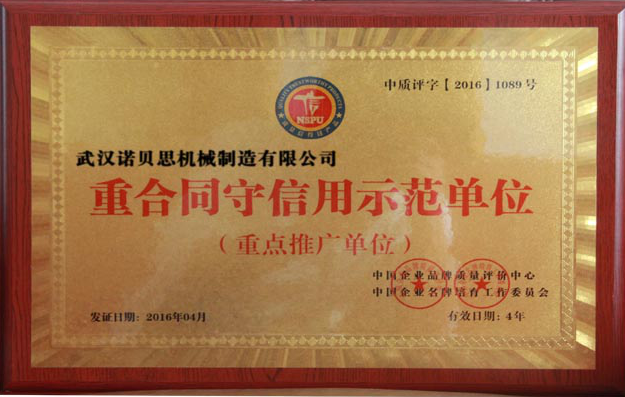 中质评字【2016】1089号
QUALITY TRUSTWORTHY PRODUCTS
NSPU
武汉诺贝思机械制造有限公司
重合同守信用示范单位
（重点推广单位）
中国企业品牌质量评价中心
中国企业名牌培育工作委员会
发证日期：2016年04月
有效日期：4年